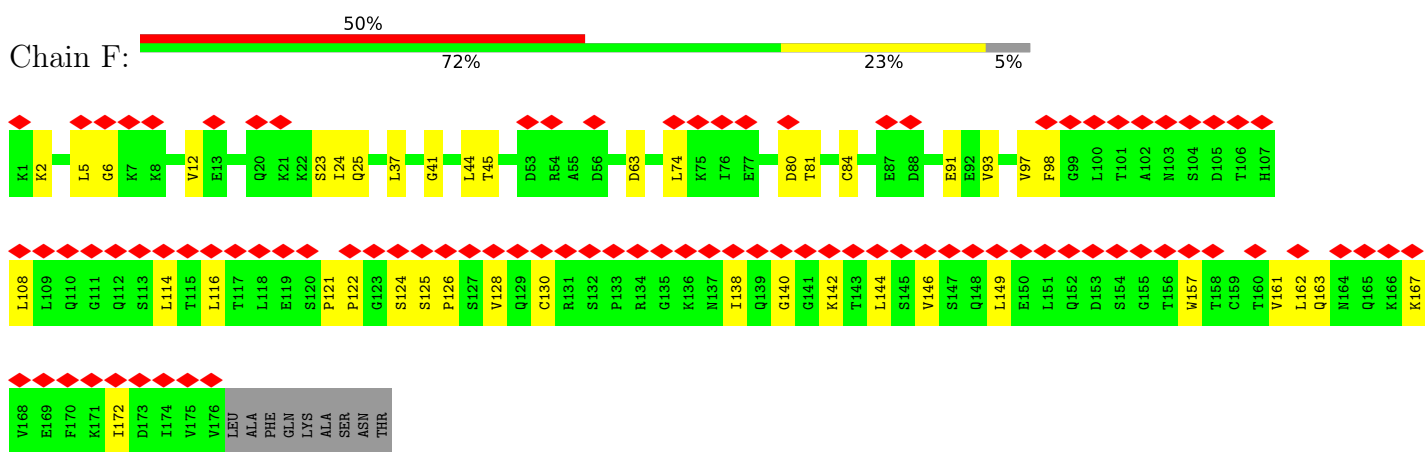 50%
Chain F:
72% 23% 5%
K1 K2 L5 G6 K7 K8 V12 E13 Q20 K21 K22 S23 I24 Q25 L37 G41 L44 T45 D53 R54 A55 D56 D63 L74 K75 I76 E77 D80 T81 C84 E87 D88 E91 E92 V93 V97 F98 G99 L100 T101 A102 N103 S104 D105 T106 H107
L108 L109 Q110 G111 Q112 S113 L114 T115 L116 T117 L118 E119 S120 P121 P122 G123 S124 S125 P126 S127 V128 Q129 C130 R131 S132 P133 R134 G135 K136 N137 I138 Q139 G140 G141 K142 T143 L144 S145 V146 S147 Q148 L149 E150 L151 Q152 D153 S154 G155 T156 W157 T158 C159 T160 V161 L162 Q163 N164 Q165 K166 K167
V168 E169 F170 K171 I172 D173 I174 V175 V176 LEU ALA PHE GLN LYS ALA SER ASN THR